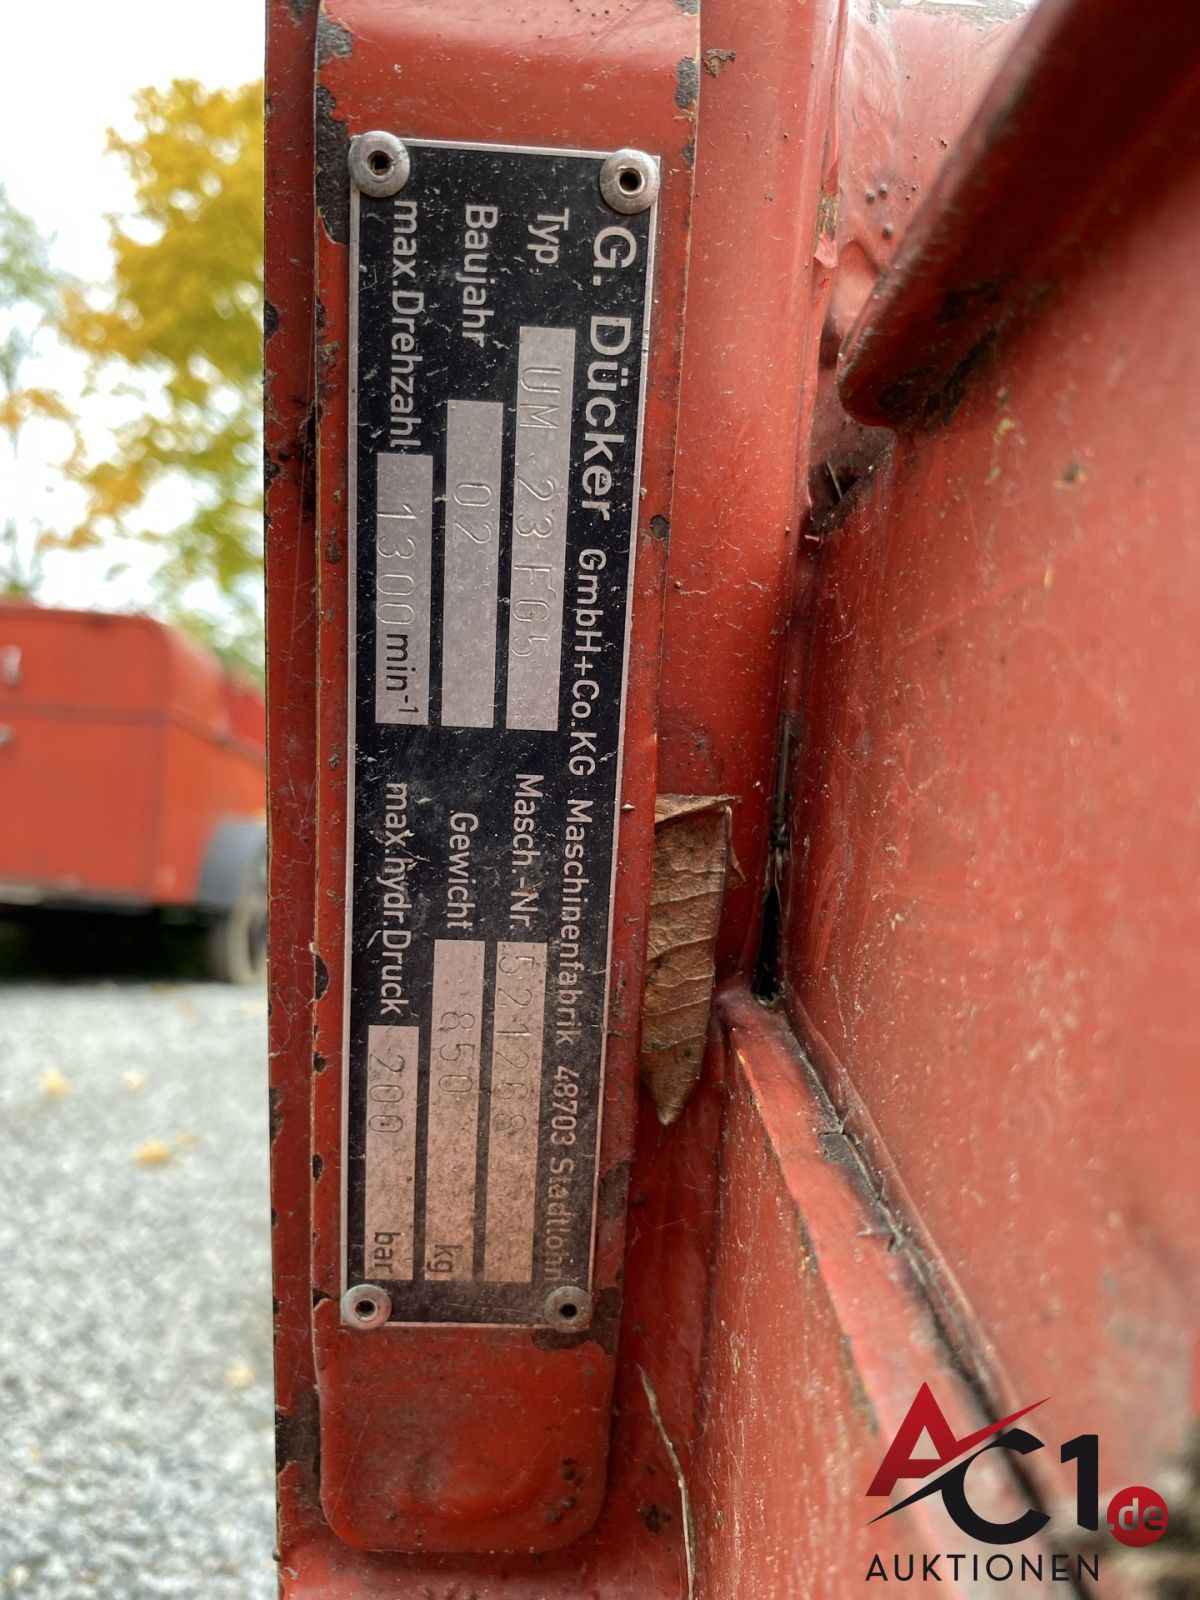 G. Dücker GmbH+Co.KG Maschinenfabrik 48703 Stadtlohn
Typ UM 23 FG5 Masch.-Nr. 521268
Baujahr 02 Gewicht 850 kg
max.Drehzahl 1300 min-1 max.hydr.Druck 200 bar
AC1.de
AUKTIONEN